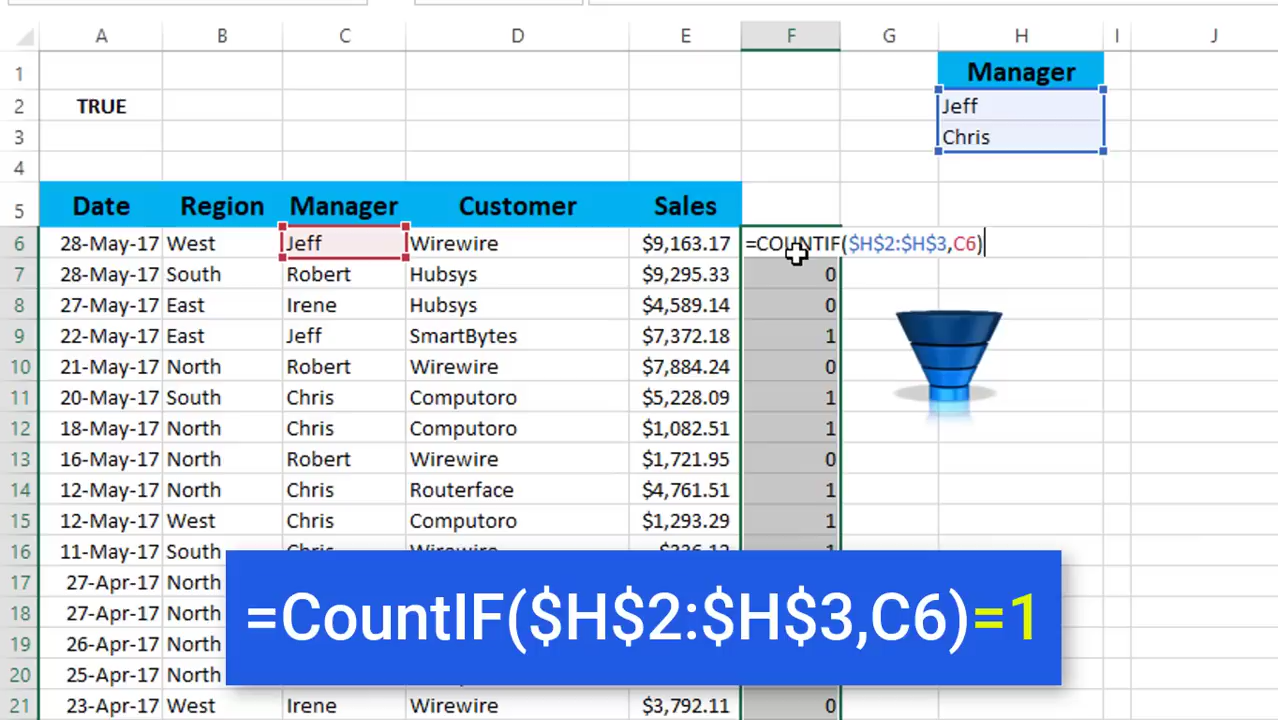 A B C D E F G H I J
1 Manager
2 TRUE Jeff
3 Chris
4
5 Date Region Manager Customer Sales
6 28-May-17 West Jeff Wirewire $9,163.17 =COUNTIF($H$2:$H$3,C6)
7 28-May-17 South Robert Hubsys $9,295.33 0
8 27-May-17 East Irene Hubsys $4,589.14 0
9 22-May-17 East Jeff SmartBytes $7,372.18 1
10 21-May-17 North Robert Wirewire $7,884.24 0
11 20-May-17 South Chris Computoro $5,228.09 1
12 18-May-17 North Chris Computoro $1,082.51 1
13 16-May-17 North Robert Wirewire $1,721.95 0
14 12-May-17 North Chris Routerface $4,761.51 1
15 12-May-17 West Chris Computoro $1,293.29 1
16 11-May-17 South Chris Wirewire
17 27-Apr-17 North
18 27-Apr-17 North
19 26-Apr-17 North
20 25-Apr-17 North
21 23-Apr-17 West Irene Wirewire $3,792.11 0
=CountIF($H$2:$H$3,C6)=1